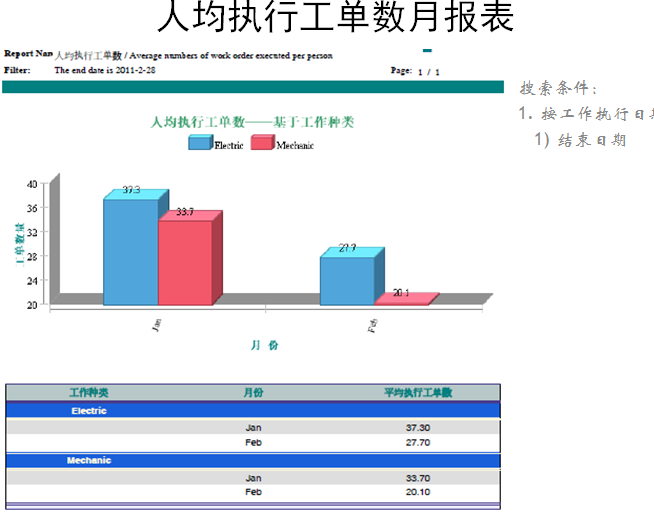 人均执行工单数月报表
Report Nam 人均执行工单数 / Average numbers of work order executed per person
Filter: The end date is 2011-2-28 Page: 1 / 1
搜索条件:
1. 按工作执行日期
1) 结束日期
人均执行工单数——基于工作种类
Electric Mechanic
40
36
32
28
24
20
工单数量
37.3
33.7
27.7
20.1
Jan
Feb
月 份
工作种类 月份 平均执行工单数
Electric
Jan 37.30
Feb 27.70
Mechanic
Jan 33.70
Feb 20.10